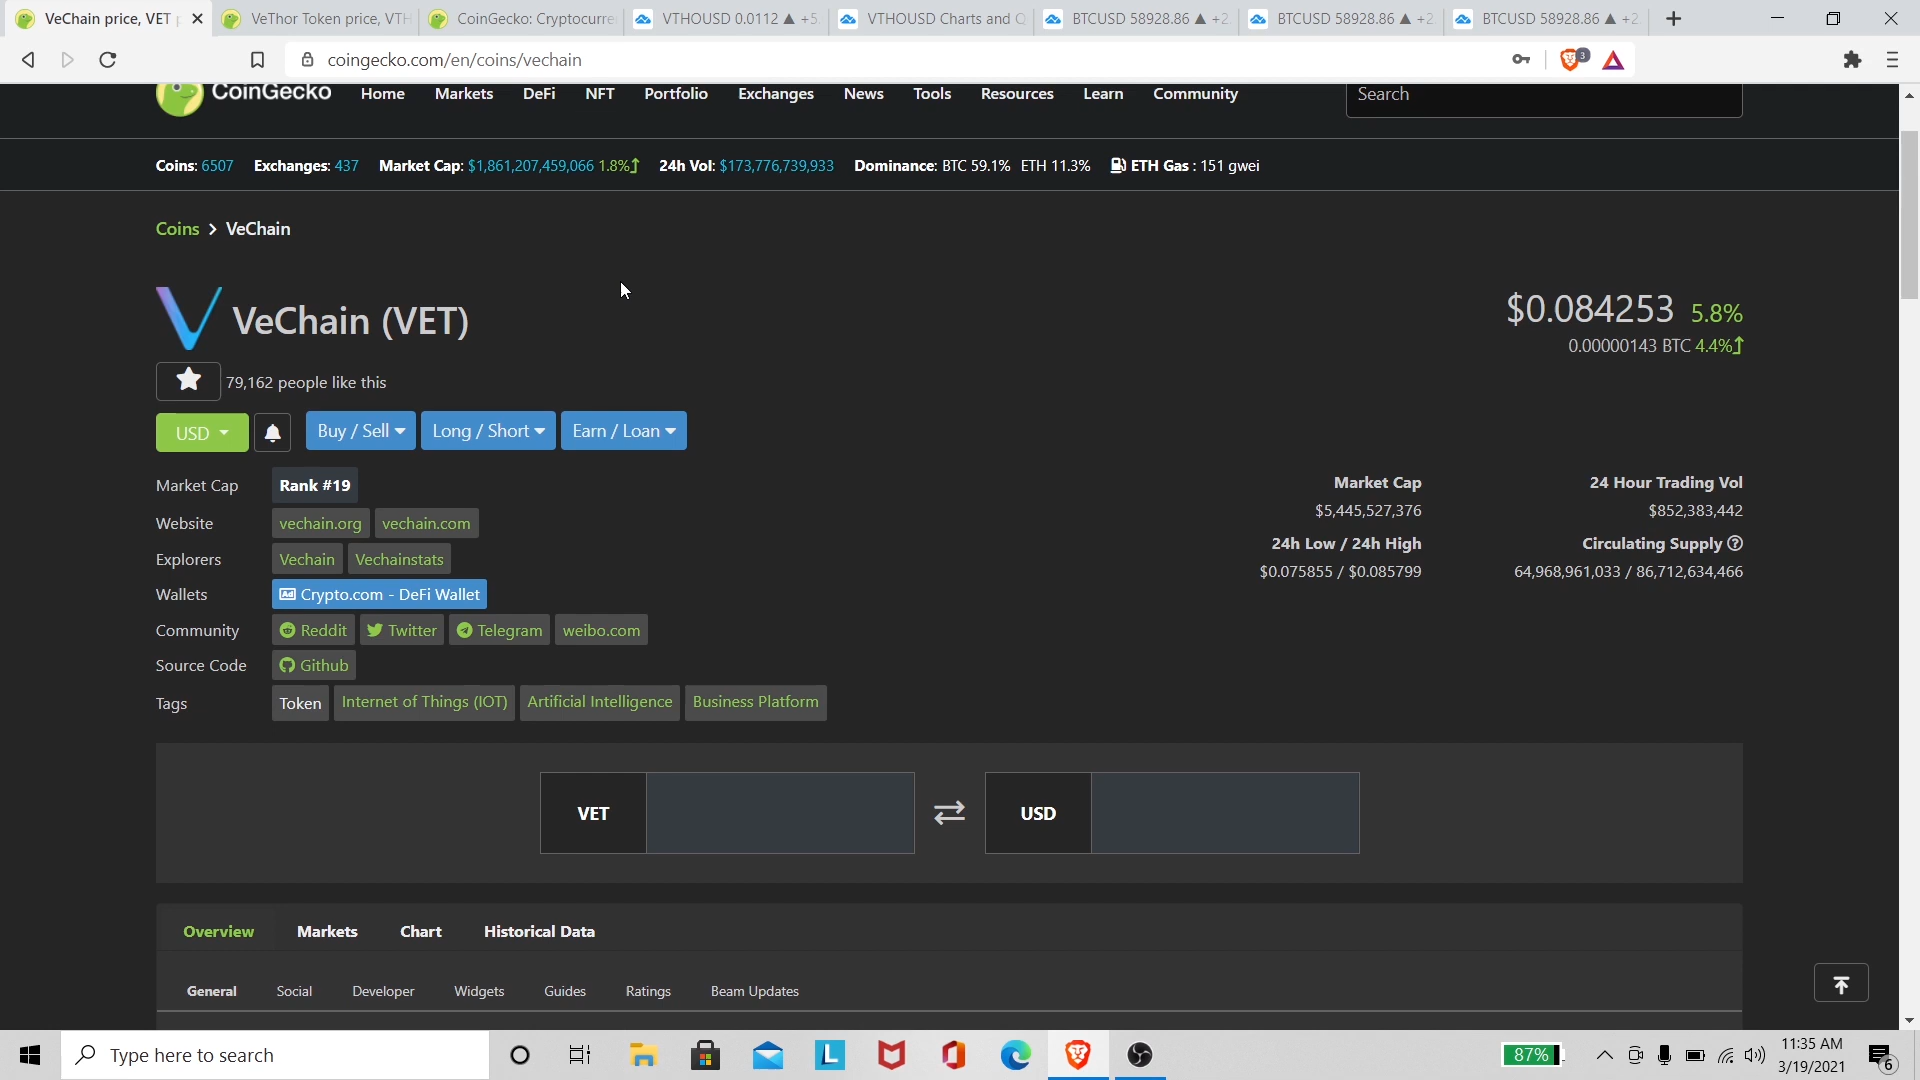 VeChain price, VET p
VeThor Token price, VTH
CoinGecko: Cryptocurre
VTHOUSD 0.0112 ▲ +5.
VTHOUSD Charts and Q
BTCUSD 58928.86 ▲ +2
BTCUSD 58928.86 ▲ +2
BTCUSD 58928.86 ▲ +2
coingecko.com/en/coins/vechain
3
CoinGecko
Home Markets DeFi NFT Portfolio Exchanges News Tools Resources Learn Community
Search
Coins: 6507 Exchanges: 437 Market Cap: $1,861,207,459,066 1.8% 24h Vol: $173,776,739,933 Dominance: BTC 59.1% ETH 11.3% ETH Gas : 151 gwei
Coins > VeChain
VeChain (VET)
$0.084253 5.8%
0.00000143 BTC 4.4%
79,162 people like this
USD
Buy / Sell
Long / Short
Earn / Loan
Market Cap Rank #19
Website vechain.org vechain.com
Explorers Vechain Vechainstats
Wallets Ad Crypto.com - DeFi Wallet
Community Reddit Twitter Telegram weibo.com
Source Code Github
Tags Token Internet of Things (IOT) Artificial Intelligence Business Platform
Market Cap
$5,445,527,376
24 Hour Trading Vol
$852,383,442
24h Low / 24h High
$0.075855 / $0.085799
Circulating Supply ?
64,968,961,033 / 86,712,634,466
VET
USD
Overview Markets Chart Historical Data
General Social Developer Widgets Guides Ratings Beam Updates
Type here to search
L
87%
11:35 AM
3/19/2021
6